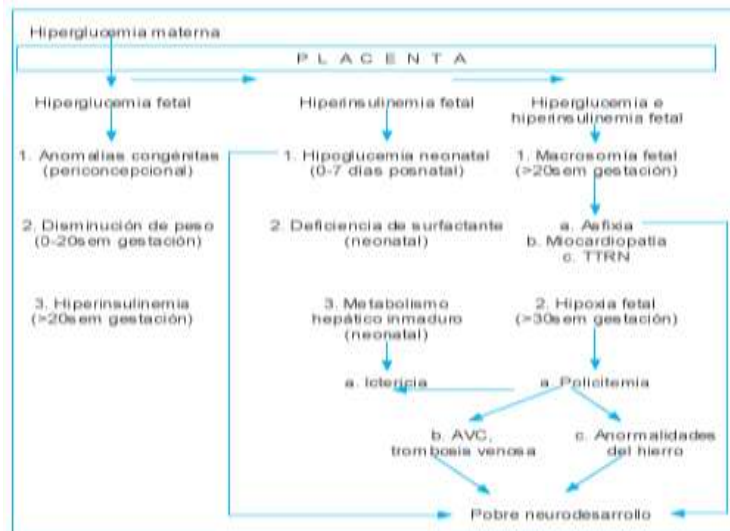 Hiperglucemia materna
PLACENTA
Hiperglucemia fetal
1. Anomalías congénitas
(periconcepcional)
2. Disminución de peso
(0-20sem gestación)
3. Hiperinsulinemia
(>20sem gestación)
Hiperinsulinemia fetal
1. Hipoglucemia neonatal
(0-7 días posnatal)
2. Deficiencia de surfactante
(neonatal)
3. Metabolismo
hepático inmaduro
(neonatal)
a. Ictericia
Hiperglucemia e
hiperinsulinemia fetal
1. Macrosomía fetal
(>20sem gestación)
a. Asfixia
b. Miocardiopatía
c. TTRN
2. Hipoxia fetal
(>30sem gestación)
a. Policitemia
b. AVC,
trombosis venosa
c. Anormalidades
del hierro
Pobre neurodesarrollo